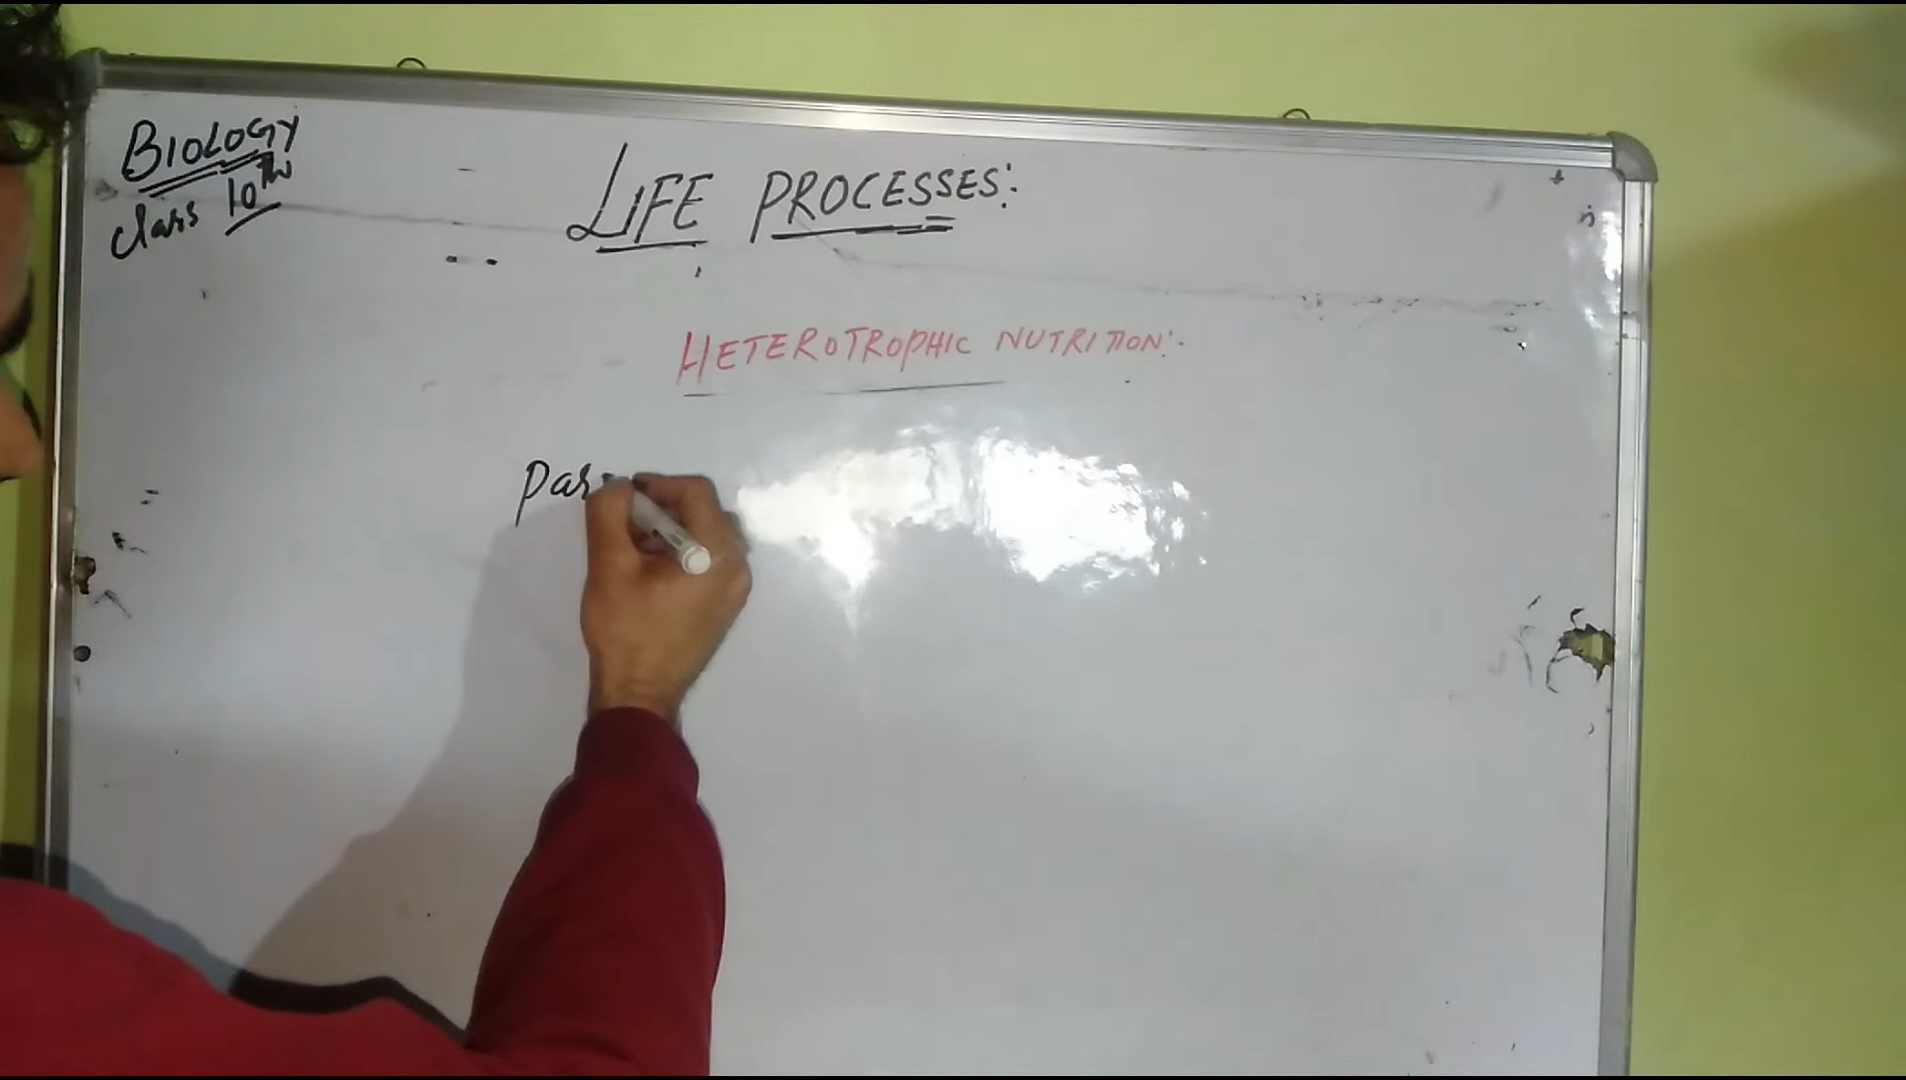 BIOLOGY
Class 10th
LIFE PROCESSES:
HETEROTROPHIC NUTRITION:-
Par